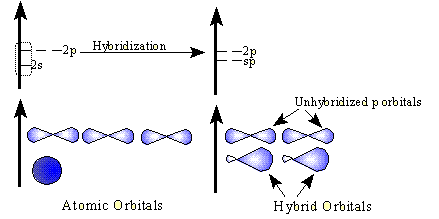 Hybridization
2p
2s
2p
sp
Unhybridized p orbitals
Atomic Orbitals
Hybrid Orbitals